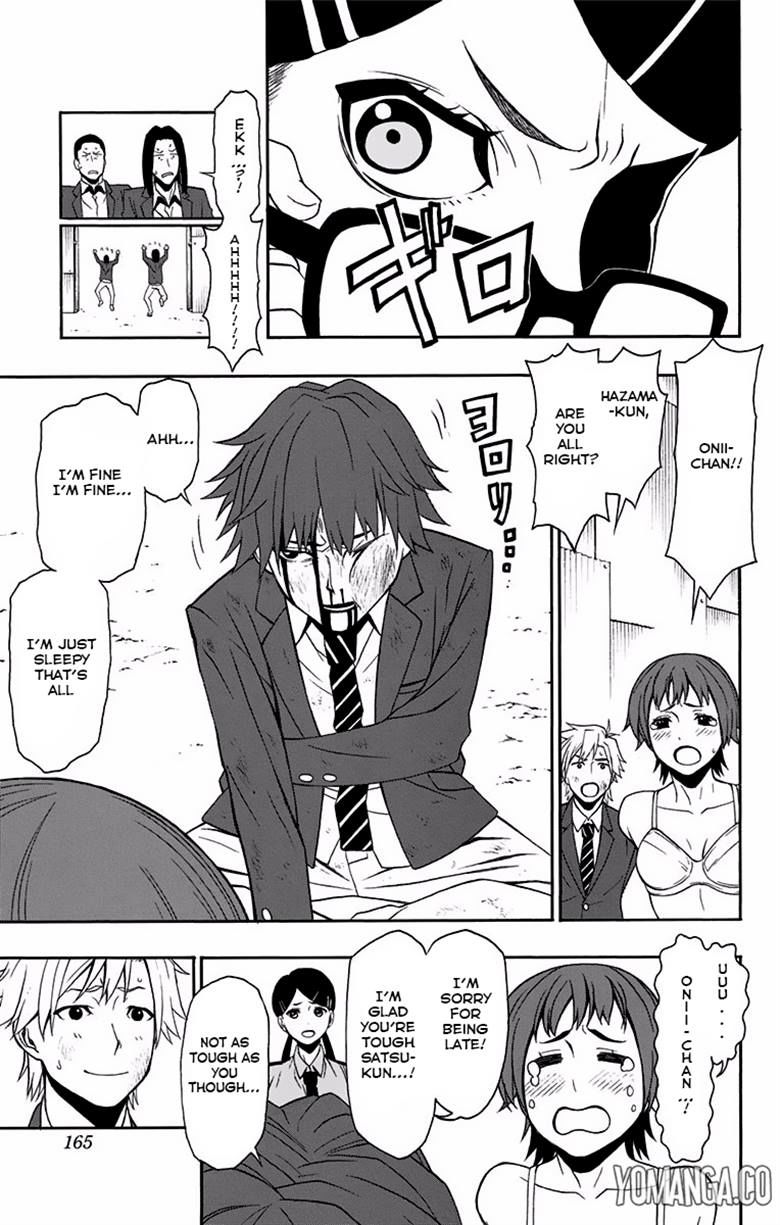 ギロ
EKK
...?!
AHHHHH!!!!
ONII-
CHAN!!
HAZAMA
-KUN,
ARE
YOU
ALL
RIGHT?
ヨロリ...
AHH...
I'M FINE
I'M FINE...
I'M JUST
SLEEPY
THAT'S
ALL
UUU....
ONII-CHAN..!
I'M
SORRY
FOR
BEING
LATE!
I'M
GLAD
YOU'RE
TOUGH
SATSU-
KUN...!
NOT AS
TOUGH AS
YOU
THOUGH...
165
YOMANGA.CO